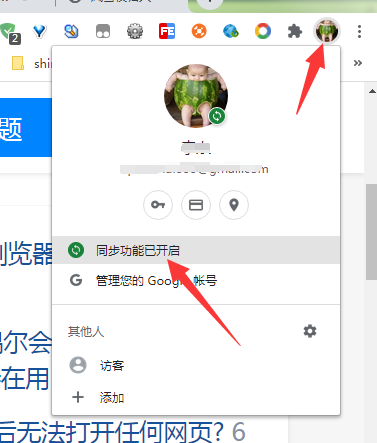 2
FE
shi
题
gmail.com
同步功能已开启
浏览器
管理您的 Google 帐号
其他人
偶尔会
访客
在用
添加
后无法打开任何网页? 6